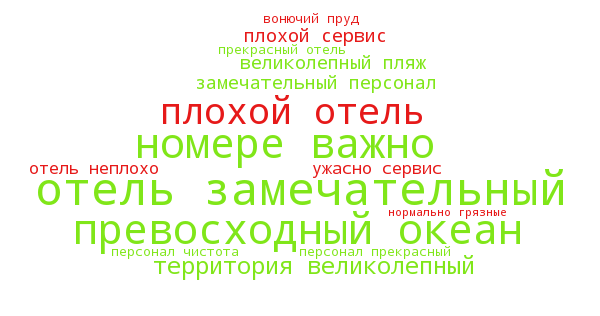 вонючий пруд
плохой сервис
прекрасный отель
великолепный пляж
замечательный персонал
плохой отель
номере важно
отель неплохо
ужасно сервис
отель замечательный
нормально грязные
превосходный океан
персонал чистота
персонал прекрасный
территория великолепный